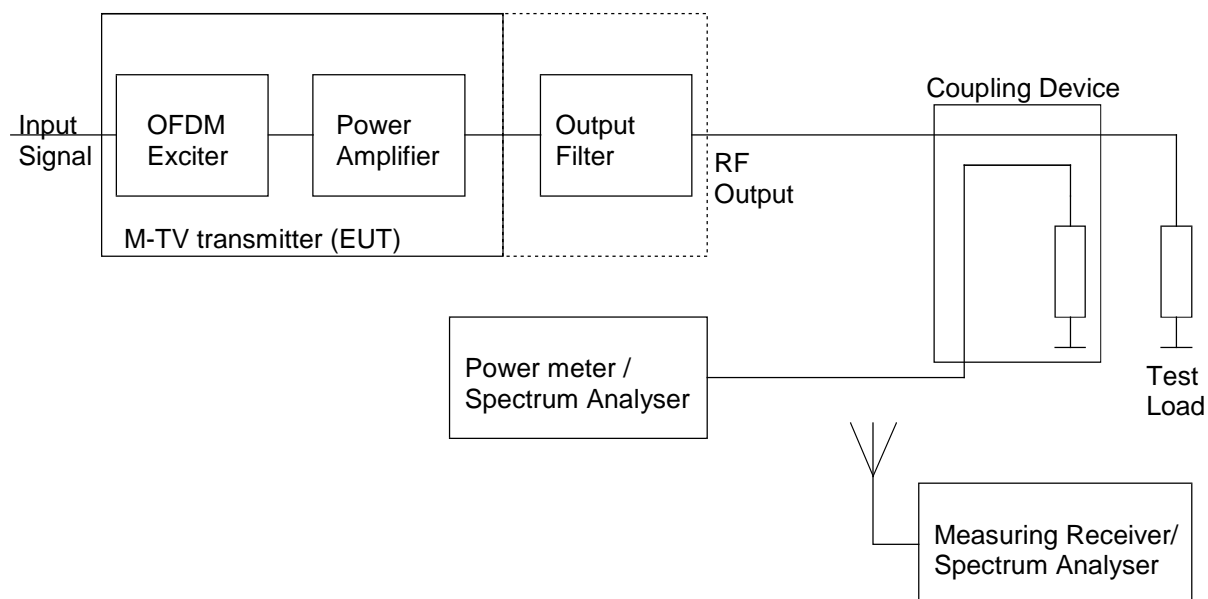 Input
Signal
OFDM
Exciter
Power
Amplifier
M-TV transmitter (EUT)
Output
Filter
RF
Output
Coupling Device
Test
Load
Power meter /
Spectrum Analyser
Measuring Receiver/
Spectrum Analyser